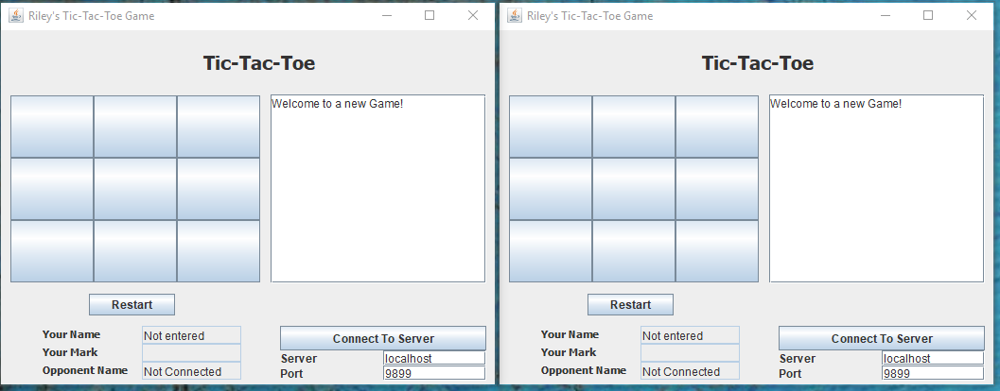 Riley's Tic-Tac-Toe Game
Tic-Tac-Toe
Welcome to a new Game!
Restart
Your Name Not entered
Your Mark
Opponent Name Not Connected
Connect To Server
Server localhost
Port 9899
Riley's Tic-Tac-Toe Game
Tic-Tac-Toe
Welcome to a new Game!
Restart
Your Name Not entered
Your Mark
Opponent Name Not Connected
Connect To Server
Server localhost
Port 9899